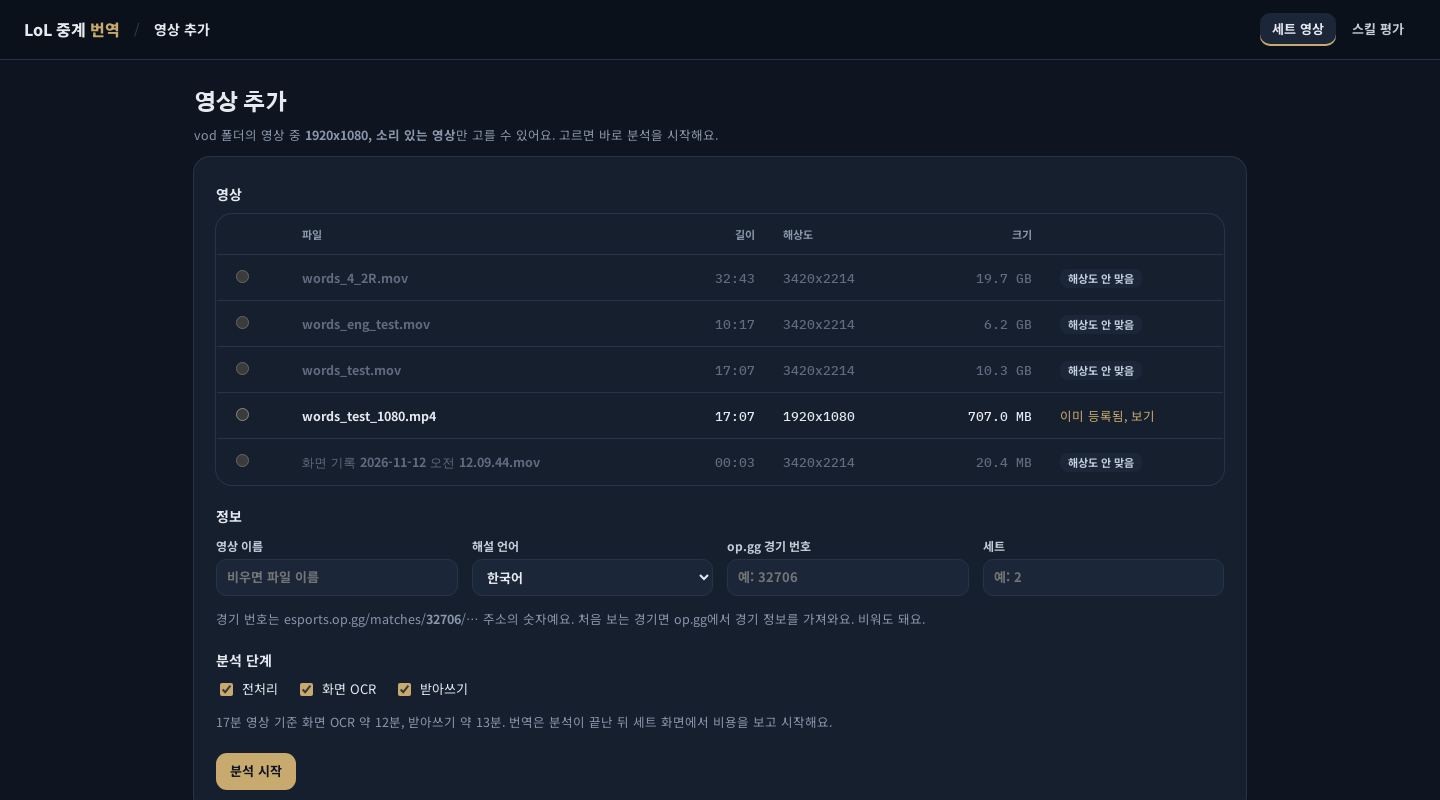 LoL 중계 번역 / 영상 추가 세트 영상 스킬 평가
영상 추가
vod 폴더의 영상 중 1920x1080, 소리 있는 영상만 고를 수 있어요. 고르면 바로 분석을 시작해요.
영상
파일 길이 해상도 크기
words_4_2R.mov 32:43 3420x2214 19.7 GB 해상도 안 맞음
words_eng_test.mov 10:17 3420x2214 6.2 GB 해상도 안 맞음
words_test.mov 17:07 3420x2214 10.3 GB 해상도 안 맞음
words_test_1080.mp4 17:07 1920x1080 707.0 MB 이미 등록됨, 보기
화면 기록 2026-11-12 오전 12.09.44.mov 00:03 3420x2214 20.4 MB 해상도 안 맞음
정보
영상 이름 해설 언어 op.gg 경기 번호 세트
비우면 파일 이름 한국어 예: 32706 예: 2
경기 번호는 esports.op.gg/matches/32706/… 주소의 숫자예요. 처음 보는 경기면 op.gg에서 경기 정보를 가져와요. 비워도 돼요.
분석 단계
전처리 화면 OCR 받아쓰기
17분 영상 기준 화면 OCR 약 12분, 받아쓰기 약 13분. 번역은 분석이 끝난 뒤 세트 화면에서 비용을 보고 시작해요.
분석 시작